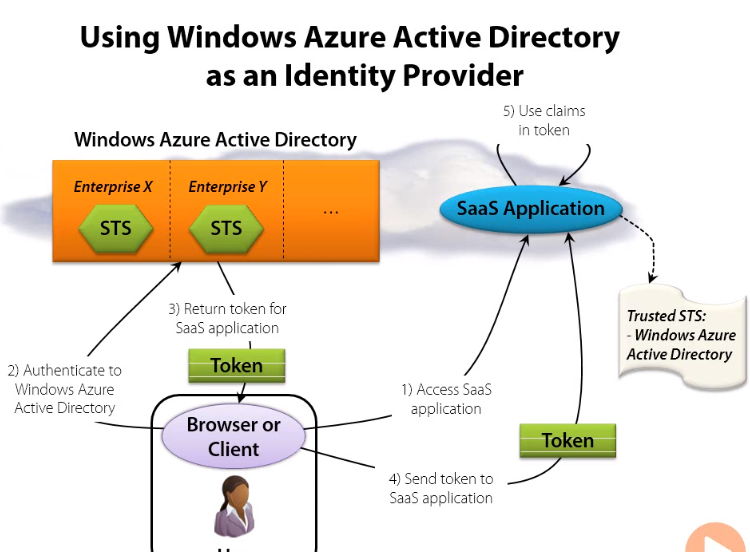 Using Windows Azure Active Directory
as an Identity Provider
5) Use claims
in token
Windows Azure Active Directory
Enterprise X
Enterprise Y
...
STS
STS
SaaS Application
3) Return token for
SaaS application
Trusted STS:
- Windows Azure
Active Directory
Token
2) Authenticate to
Windows Azure
Active Directory
1) Access SaaS
application
Browser or
Client
Token
4) Send token to
SaaS application